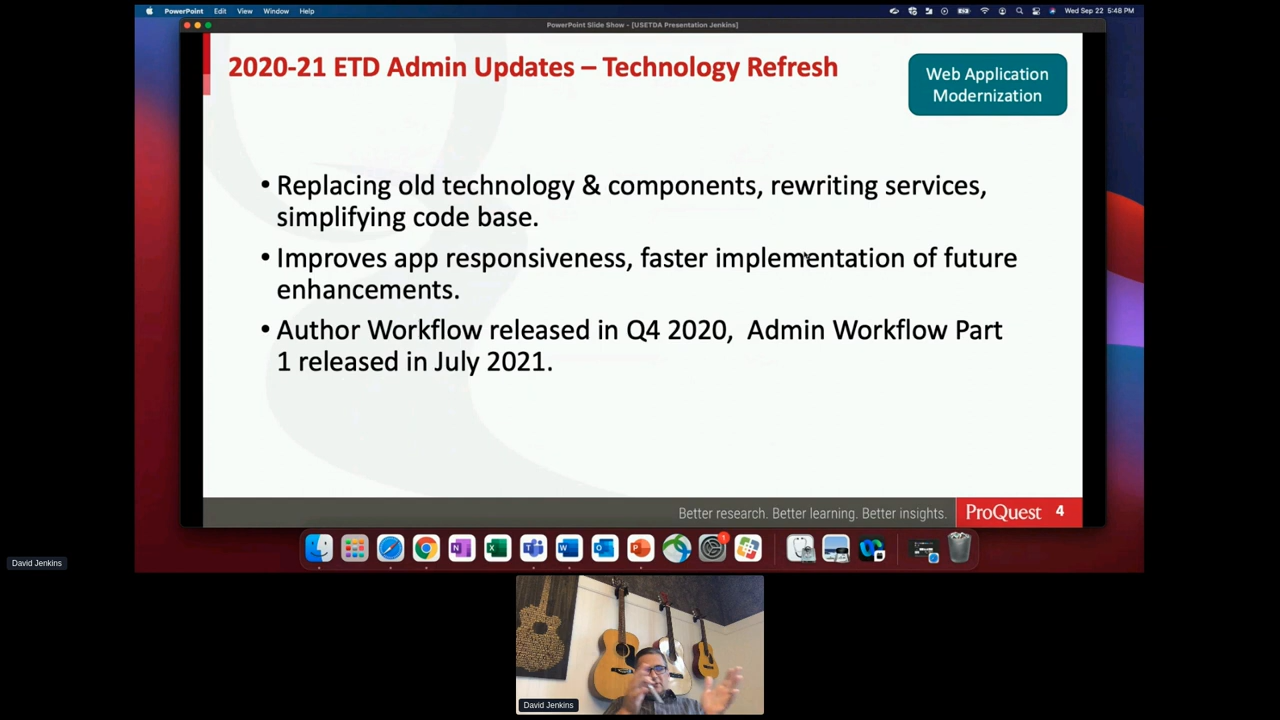 PowerPoint Edit View Window Help
Wed Sep 22 5:48 PM
PowerPoint Slide Show - [USETDA Presentation Jenkins]
2020-21 ETD Admin Updates – Technology Refresh
Web Application
Modernization
• Replacing old technology & components, rewriting services,
simplifying code base.
• Improves app responsiveness, faster implementation of future
enhancements.
• Author Workflow released in Q4 2020, Admin Workflow Part
1 released in July 2021.
Better research. Better learning. Better insights.
ProQuest 4
1
David Jenkins
David Jenkins